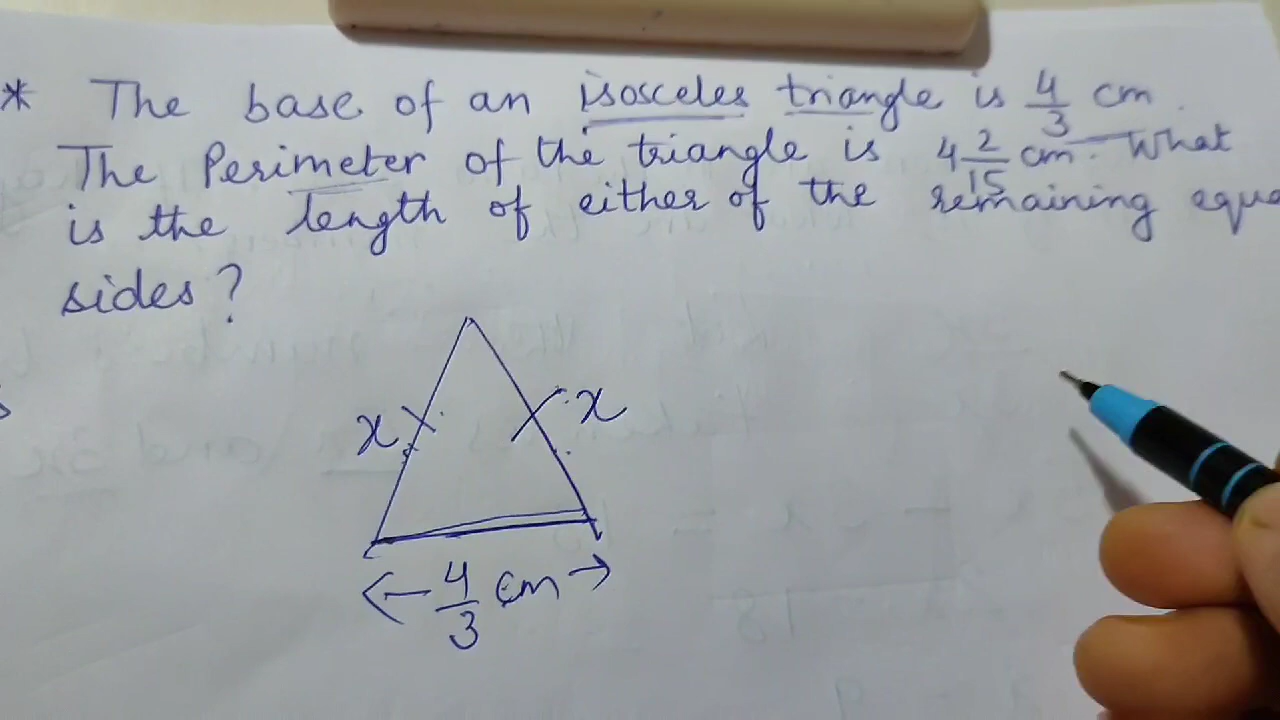 * The base of an isosceles triangle is 4/3 cm.
The Perimeter of the triangle is 4 2/15 cm. What
is the length of either of the remaining equa
sides?
x x
4/3 cm